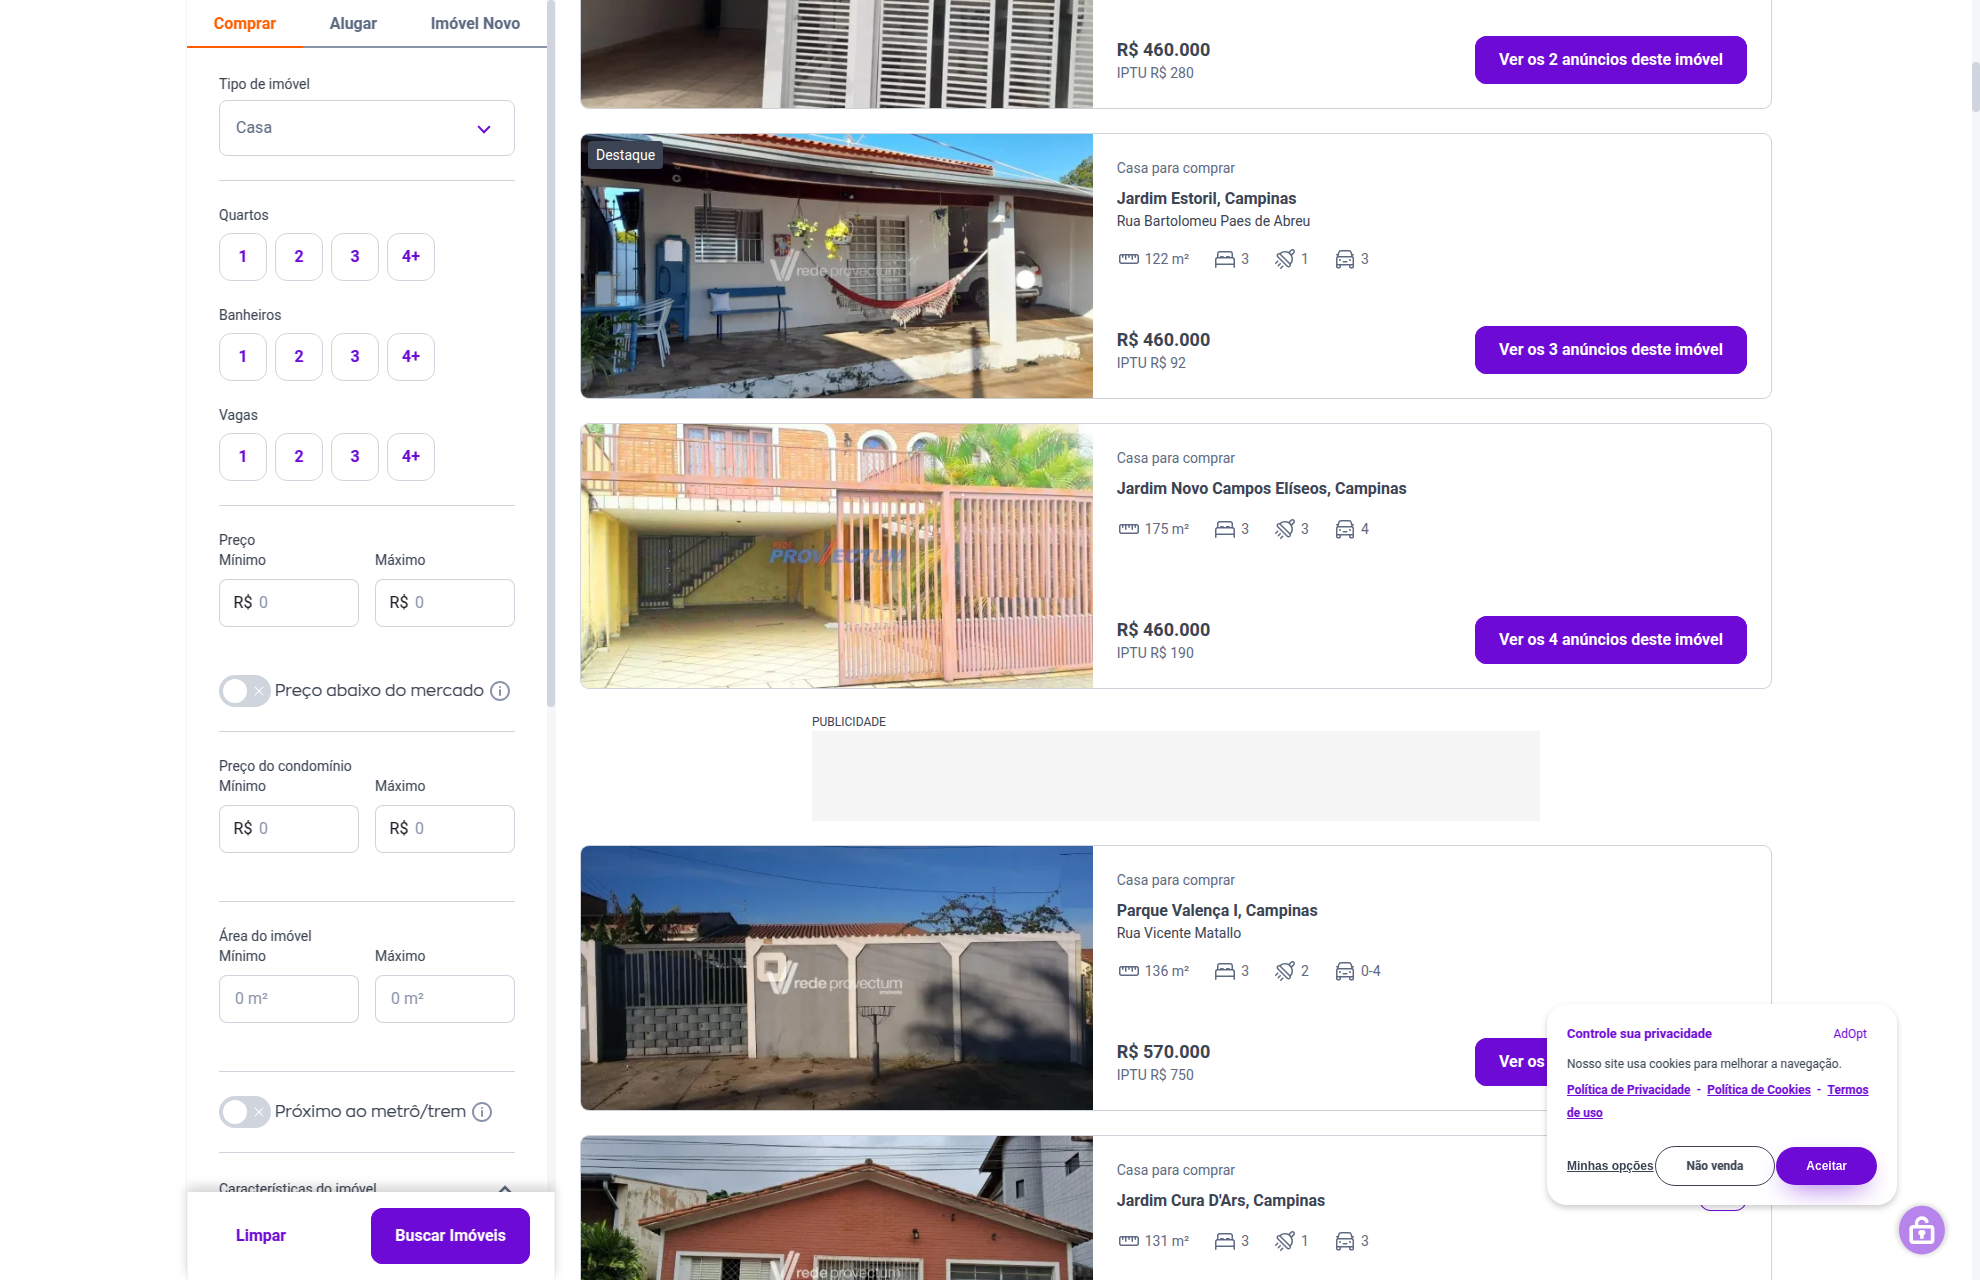 Comprar
Alugar
Imóvel Novo
Tipo de imóvel
Casa
Quartos
1
2
3
4+
Banheiros
1
2
3
4+
Vagas
1
2
3
4+
Preço
Mínimo
Máximo
R$ 0
R$ 0
Preço abaixo do mercado
Preço do condomínio
Mínimo
Máximo
R$ 0
R$ 0
Área do imóvel
Mínimo
Máximo
0 m²
0 m²
Próximo ao metrô/trem
Características do imóvel
Limpar
Buscar Imóveis
R$ 460.000
IPTU R$ 280
Ver os 2 anúncios deste imóvel
Destaque
rede provectum
Casa para comprar
Jardim Estoril, Campinas
Rua Bartolomeu Paes de Abreu
122 m²
3
1
3
R$ 460.000
IPTU R$ 92
Ver os 3 anúncios deste imóvel
REDE
PROVECTUM
Casa para comprar
Jardim Novo Campos Elíseos, Campinas
175 m²
3
3
4
R$ 460.000
IPTU R$ 190
Ver os 4 anúncios deste imóvel
PUBLICIDADE
rede provectum
imóveis
Casa para comprar
Parque Valença I, Campinas
Rua Vicente Matallo
136 m²
3
2
0-4
R$ 570.000
IPTU R$ 750
Ver os
rede provectum
Casa para comprar
Jardim Cura D'Ars, Campinas
131 m²
3
1
3
Controle sua privacidade
AdOpt
Nosso site usa cookies para melhorar a navegação.
Política de Privacidade - Política de Cookies - Termos
de uso
Minhas opções
Não venda
Aceitar